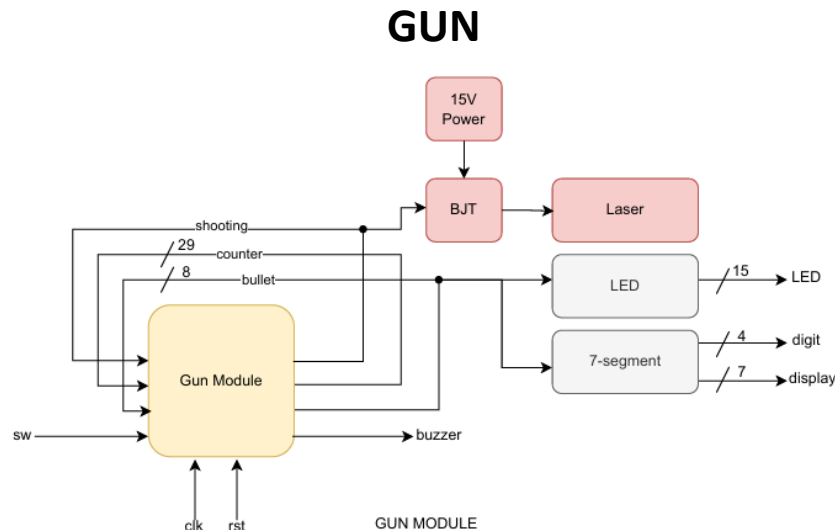 GUN
15V
Power
BJT
Laser
shooting
29
counter
8
bullet
LED
15
LED
7-segment
4
digit
7
display
Gun Module
sw
buzzer
clk
rst
GUN MODULE